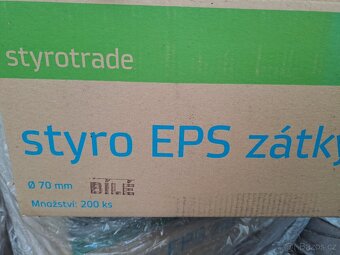 styrotrade
styro EPS zátky
Ø 70 mm BÍLÉ
Množství: 200 ks